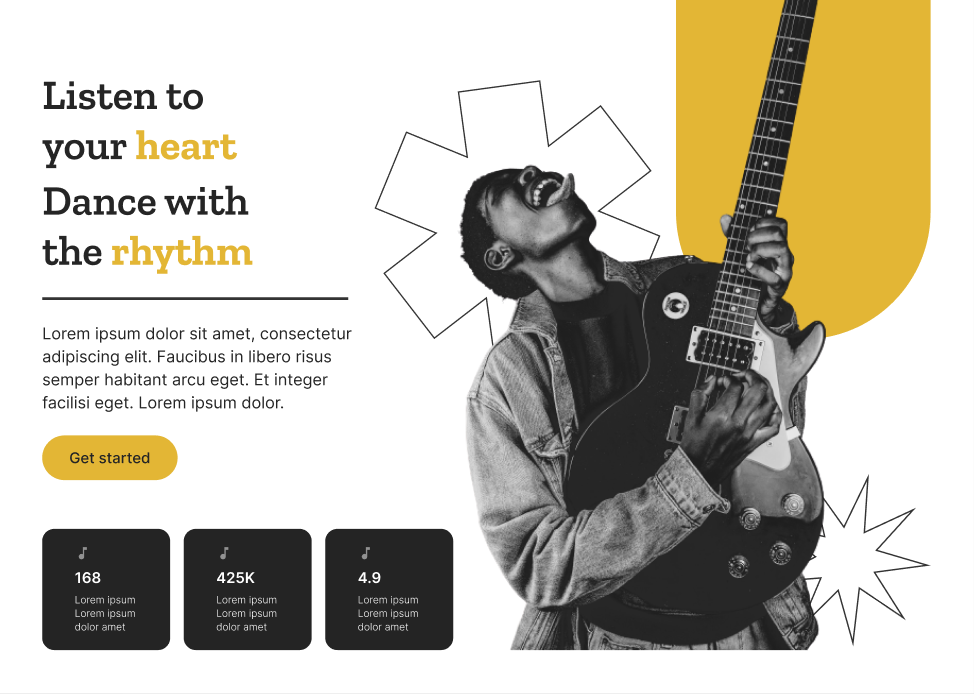 Listen to
your heart
Dance with
the rhythm
Lorem ipsum dolor sit amet, consectetur
adipiscing elit. Faucibus in libero risus
semper habitant arcu eget. Et integer
facilisi eget. Lorem ipsum dolor.
Get started
168
Lorem ipsum
Lorem ipsum
dolor amet
425K
Lorem ipsum
Lorem ipsum
dolor amet
4.9
Lorem ipsum
Lorem ipsum
dolor amet